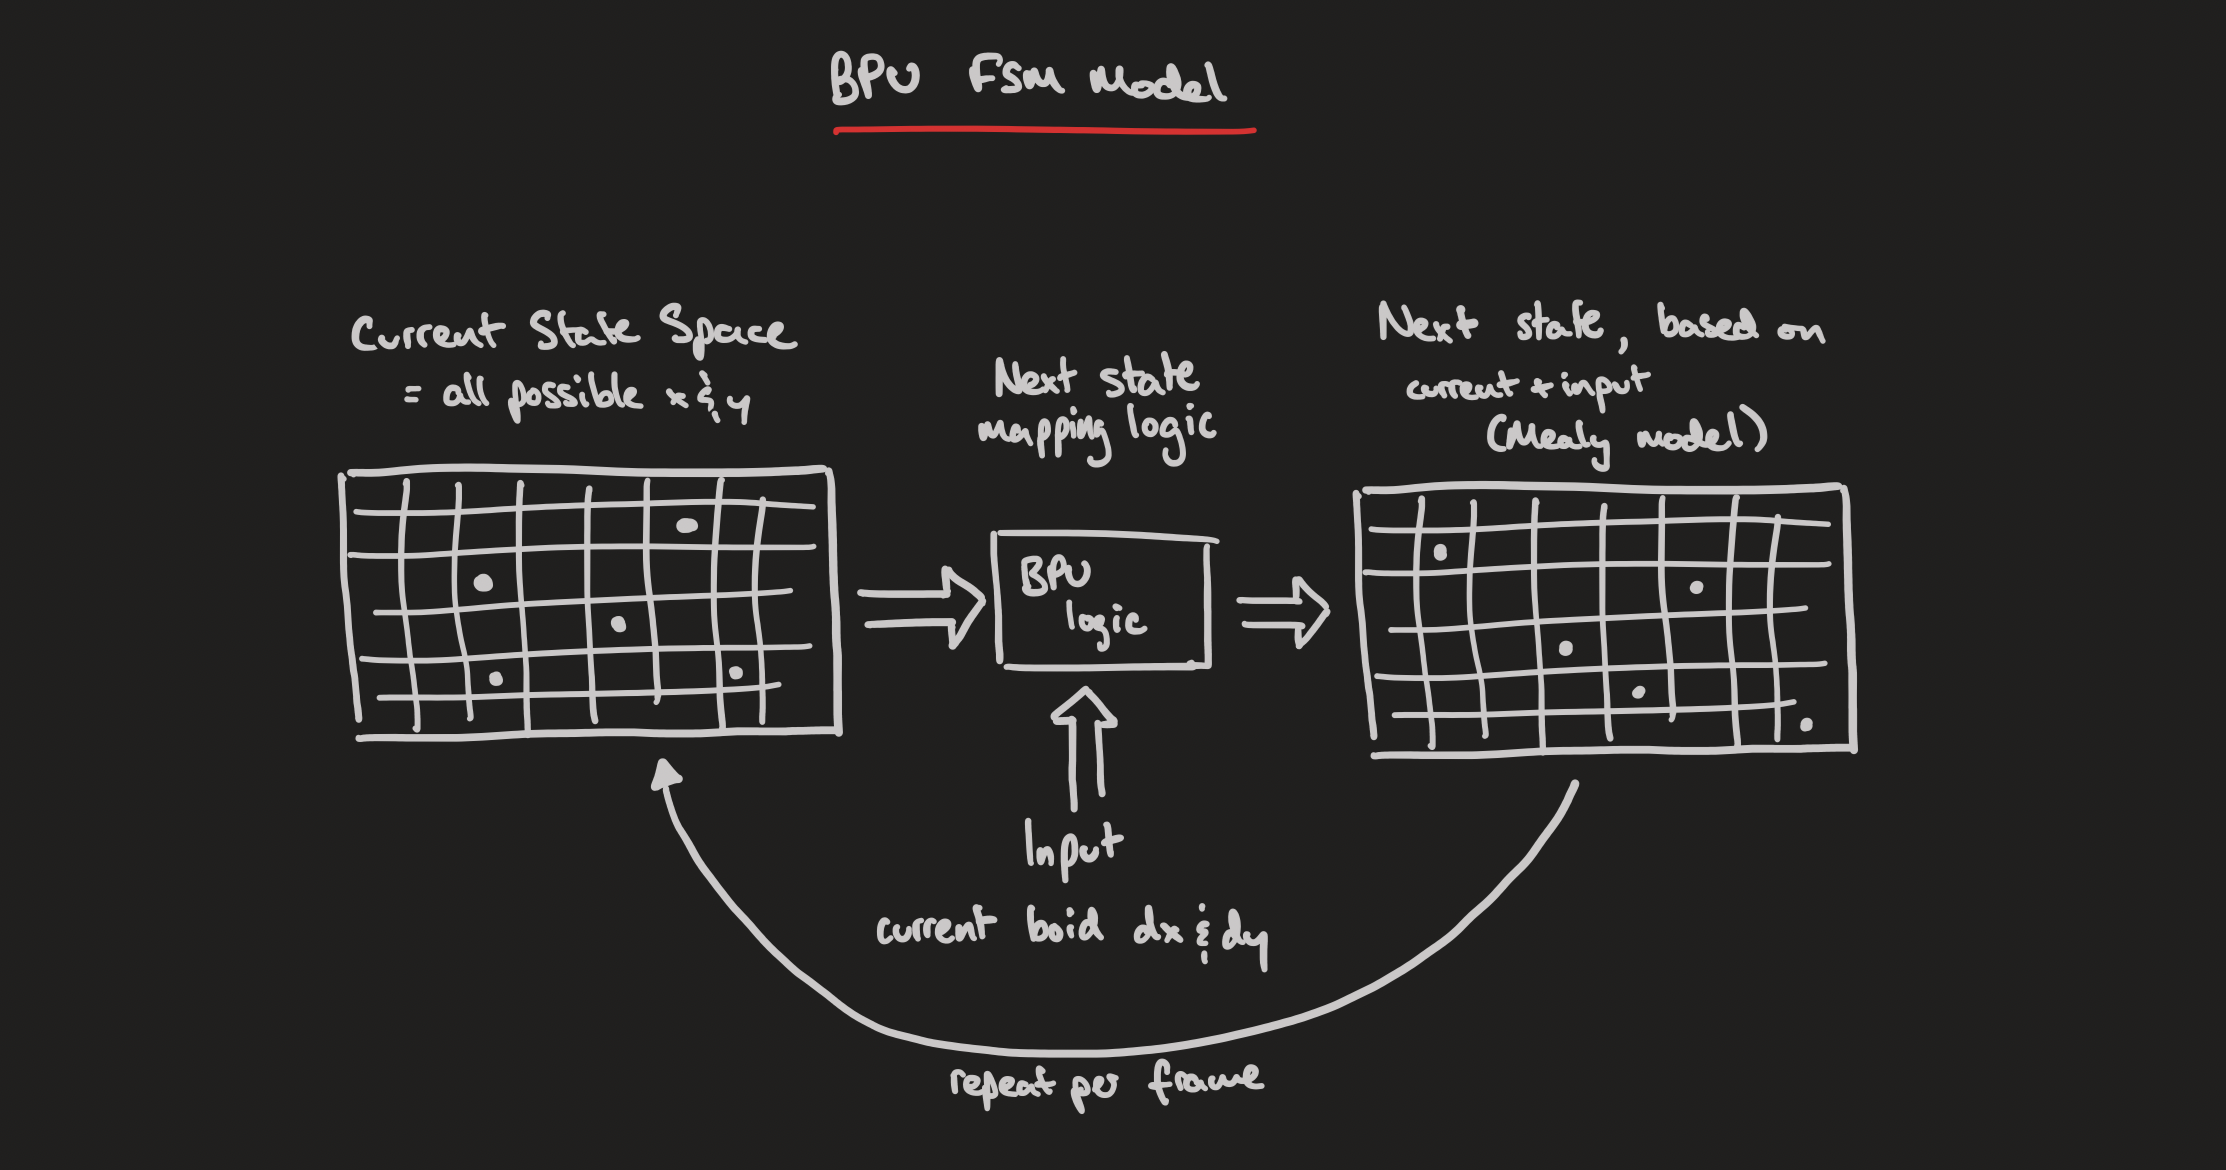 BPU FSM Model
Current State Space
= all possible x & y
Next state
mapping logic
Next state, based on
current + input
(Mealy model)
BPU
logic
Input
current boid dx & dy
repeat per frame